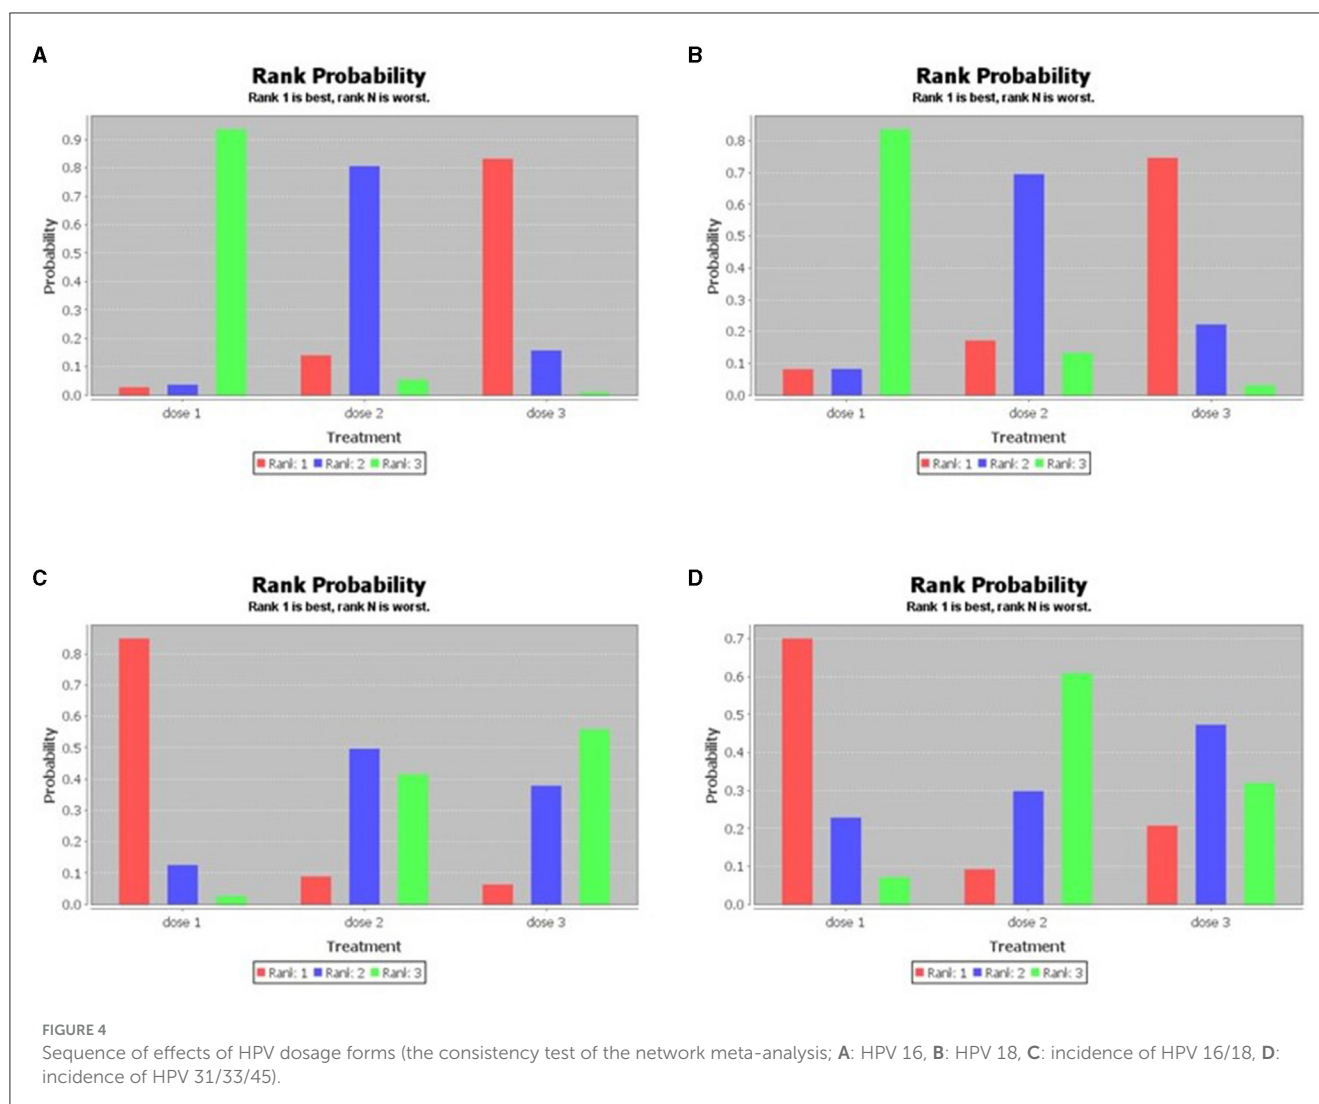 A
Rank Probability
Rank 1 is best, rank N is worst.
0.9
0.8
0.7
0.6
0.5
0.4
0.3
0.2
0.1
0.0
Probability
dose 1 dose 2 dose 3
Treatment
Rank: 1 Rank: 2 Rank: 3
B
Rank Probability
Rank 1 is best, rank N is worst.
0.8
0.7
0.6
0.5
0.4
0.3
0.2
0.1
0.0
Probability
dose 1 dose 2 dose 3
Treatment
Rank: 1 Rank: 2 Rank: 3
C
Rank Probability
Rank 1 is best, rank N is worst.
0.8
0.7
0.6
0.5
0.4
0.3
0.2
0.1
0.0
Probability
dose 1 dose 2 dose 3
Treatment
Rank: 1 Rank: 2 Rank: 3
D
Rank Probability
Rank 1 is best, rank N is worst.
0.7
0.6
0.5
0.4
0.3
0.2
0.1
0.0
Probability
dose 1 dose 2 dose 3
Treatment
Rank: 1 Rank: 2 Rank: 3
FIGURE 4
Sequence of effects of HPV dosage forms (the consistency test of the network meta-analysis; A: HPV 16, B: HPV 18, C: incidence of HPV 16/18, D:
incidence of HPV 31/33/45).